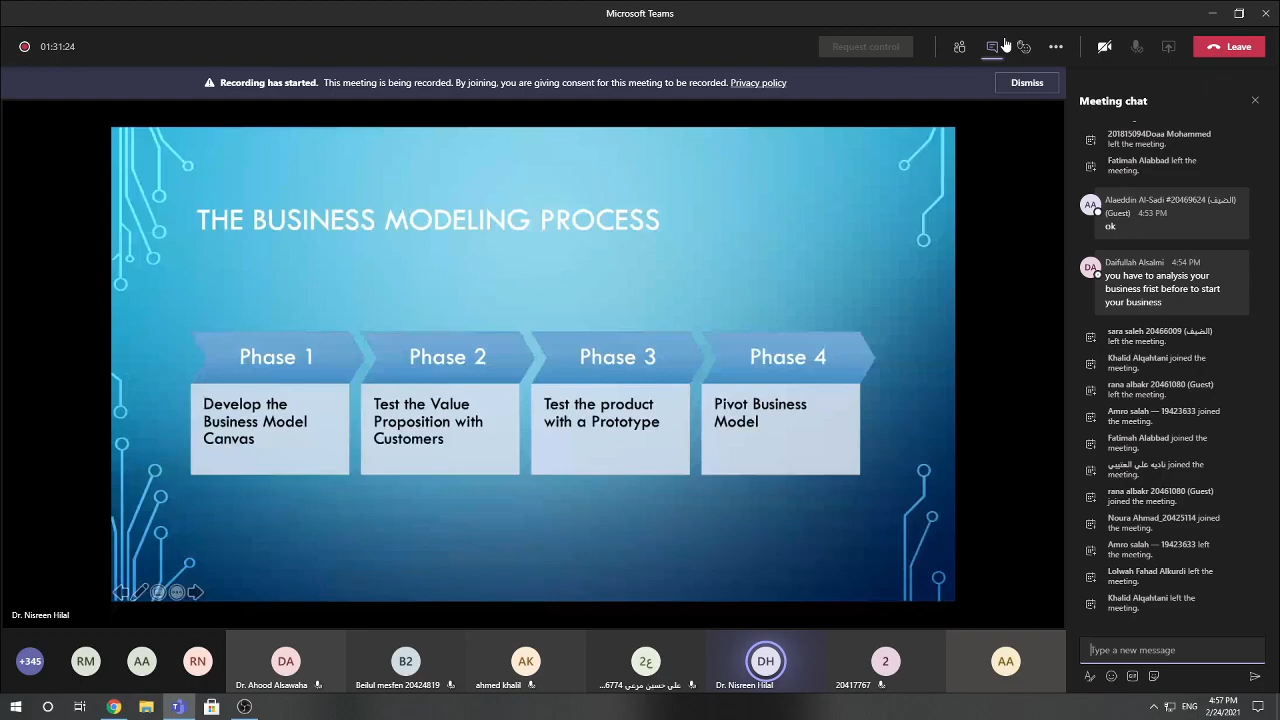 Microsoft Teams
01:31:24
Request control
Leave
Recording has started. This meeting is being recorded. By joining, you are giving consent for this meeting to be recorded. Privacy policy
Dismiss
THE BUSINESS MODELING PROCESS
Phase 1
Phase 2
Phase 3
Phase 4
Develop the
Business Model
Canvas
Test the Value
Proposition with
Customers
Test the product
with a Prototype
Pivot Business
Model
Dr. Nisreen Hilal
Meeting chat
201815094Doaa Mohammed
left the meeting.
Fatimah Alabbad left the
meeting.
AA
Alaeddin Al-Sadi #20469624 (الضيف)
(Guest) 4:53 PM
ok
DA
Daifullah Alsalmi 4:54 PM
you have to analysis your
business frist before to start
your business
sara saleh 20466009 (الضيف)
left the meeting.
Khalid Alqahtani joined the
meeting.
rana albakr 20461080 (Guest)
left the meeting.
Amro salah — 19423633 joined
the meeting.
Fatimah Alabbad joined the
meeting.
ناديه علي العتيبي joined the
meeting.
rana albakr 20461080 (Guest)
joined the meeting.
Noura Ahmad_20425114 joined
the meeting.
Amro salah — 19423633 left
the meeting.
Lolwah Fahad Alkurdi left the
meeting.
Khalid Alqahtani left the
meeting.
Type a new message
+345
RM
AA
RN
DA
Dr. Ahood Alsawaha
B2
Beilul mesfen 20424819
AK
ahmed khalil
ع2
علي حسين مرعي 6774...
DH
Dr. Nisreen Hilal
2
20417767
AA
ENG
4:57 PM
2/24/2021